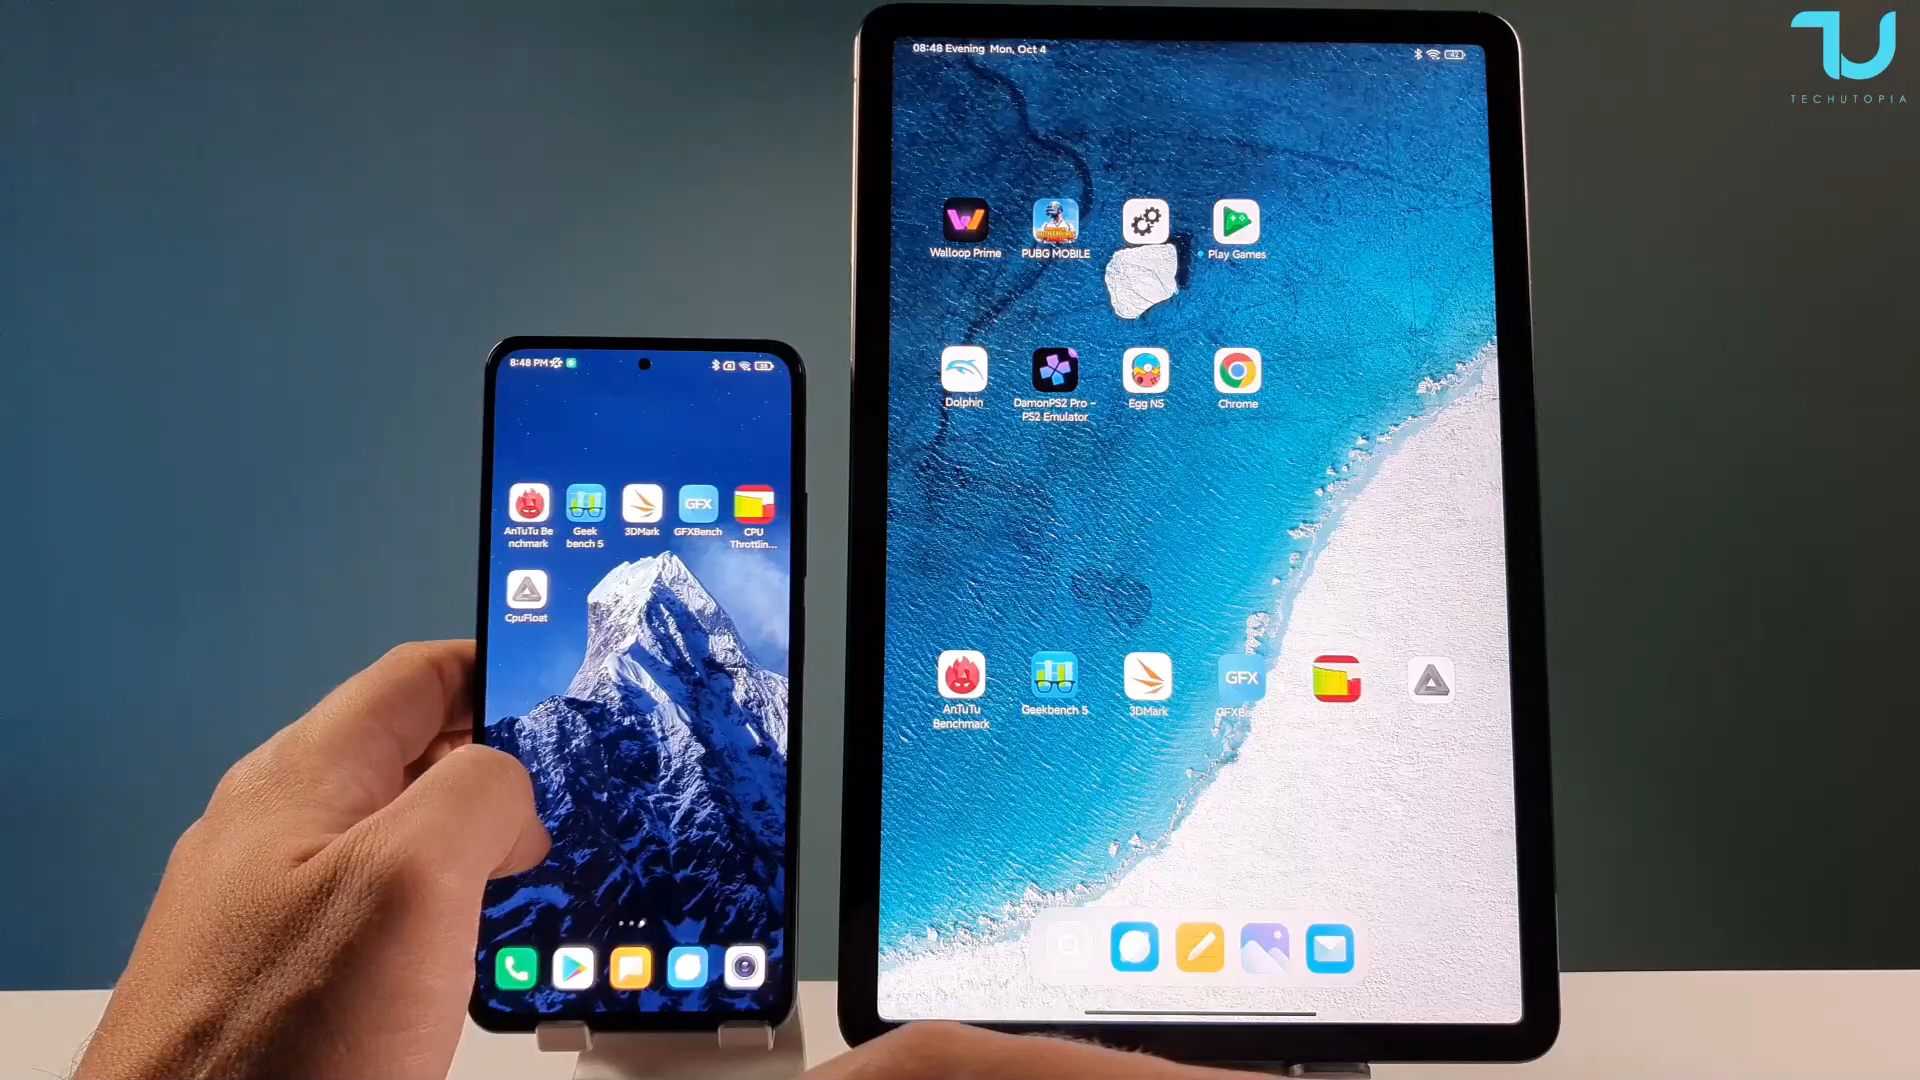 TECHUTOPIA
08:48 Evening Mon, Oct 4
Walloop Prime
PUBG MOBILE
Play Games
Dolphin
DamonPS2 Pro –
PS2 Emulator
Egg NS
Chrome
8:48 PM
AnTuTu Be
nchmark
Geek
bench 5
3DMark
GFX
GFXBench
CPU
Throttlin...
CpuFloat
AnTuTu
Benchmark
Geekbench 5
3DMark
GFX